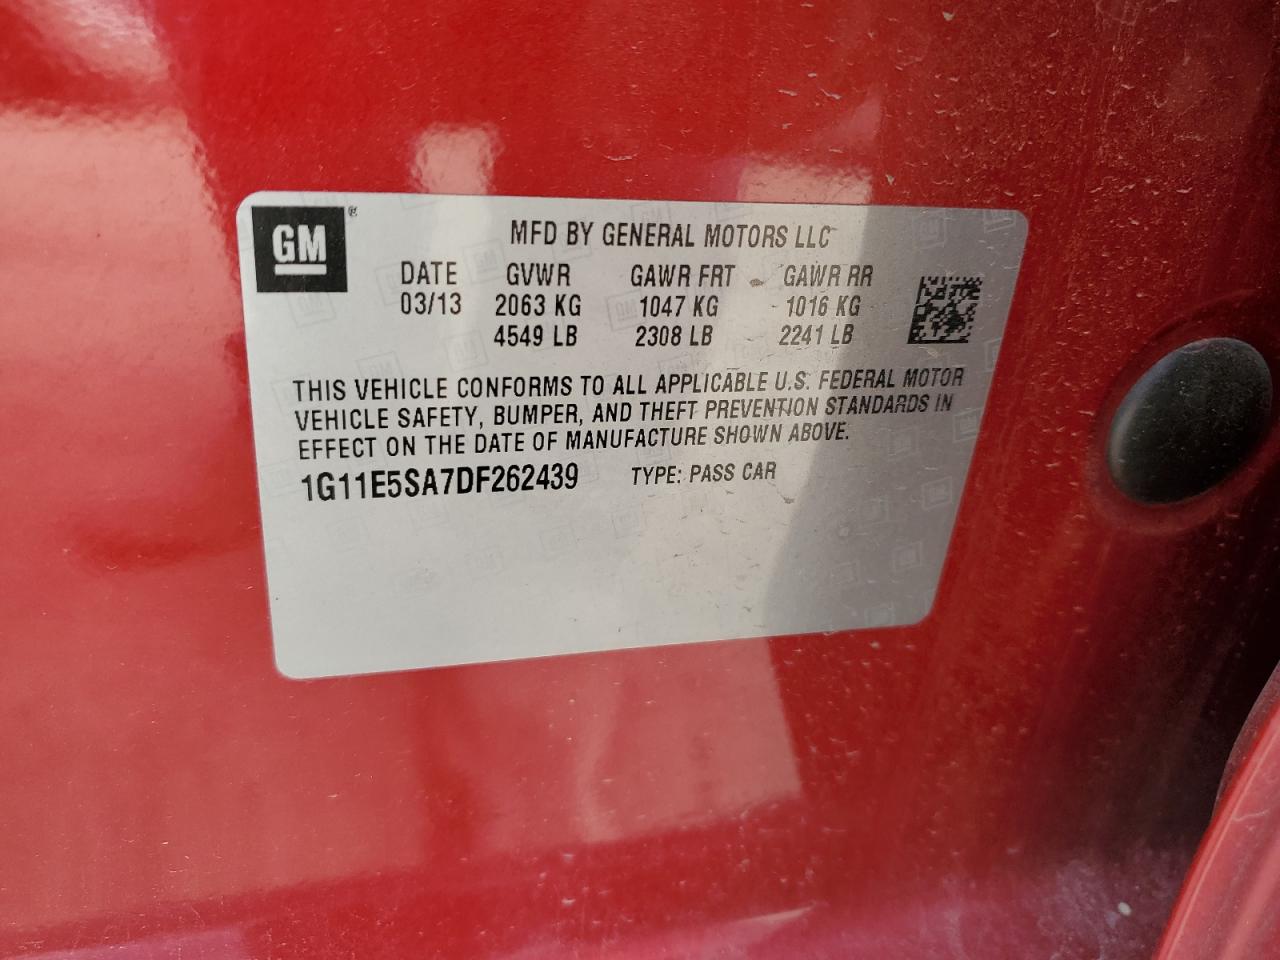 GM ®
MFD BY GENERAL MOTORS LLC
DATE GVWR GAWR FRT GAWR RR
03/13 2063 KG 1047 KG 1016 KG
4549 LB 2308 LB 2241 LB
THIS VEHICLE CONFORMS TO ALL APPLICABLE U.S. FEDERAL MOTOR
VEHICLE SAFETY, BUMPER, AND THEFT PREVENTION STANDARDS IN
EFFECT ON THE DATE OF MANUFACTURE SHOWN ABOVE.
1G11E5SA7DF262439 TYPE: PASS CAR